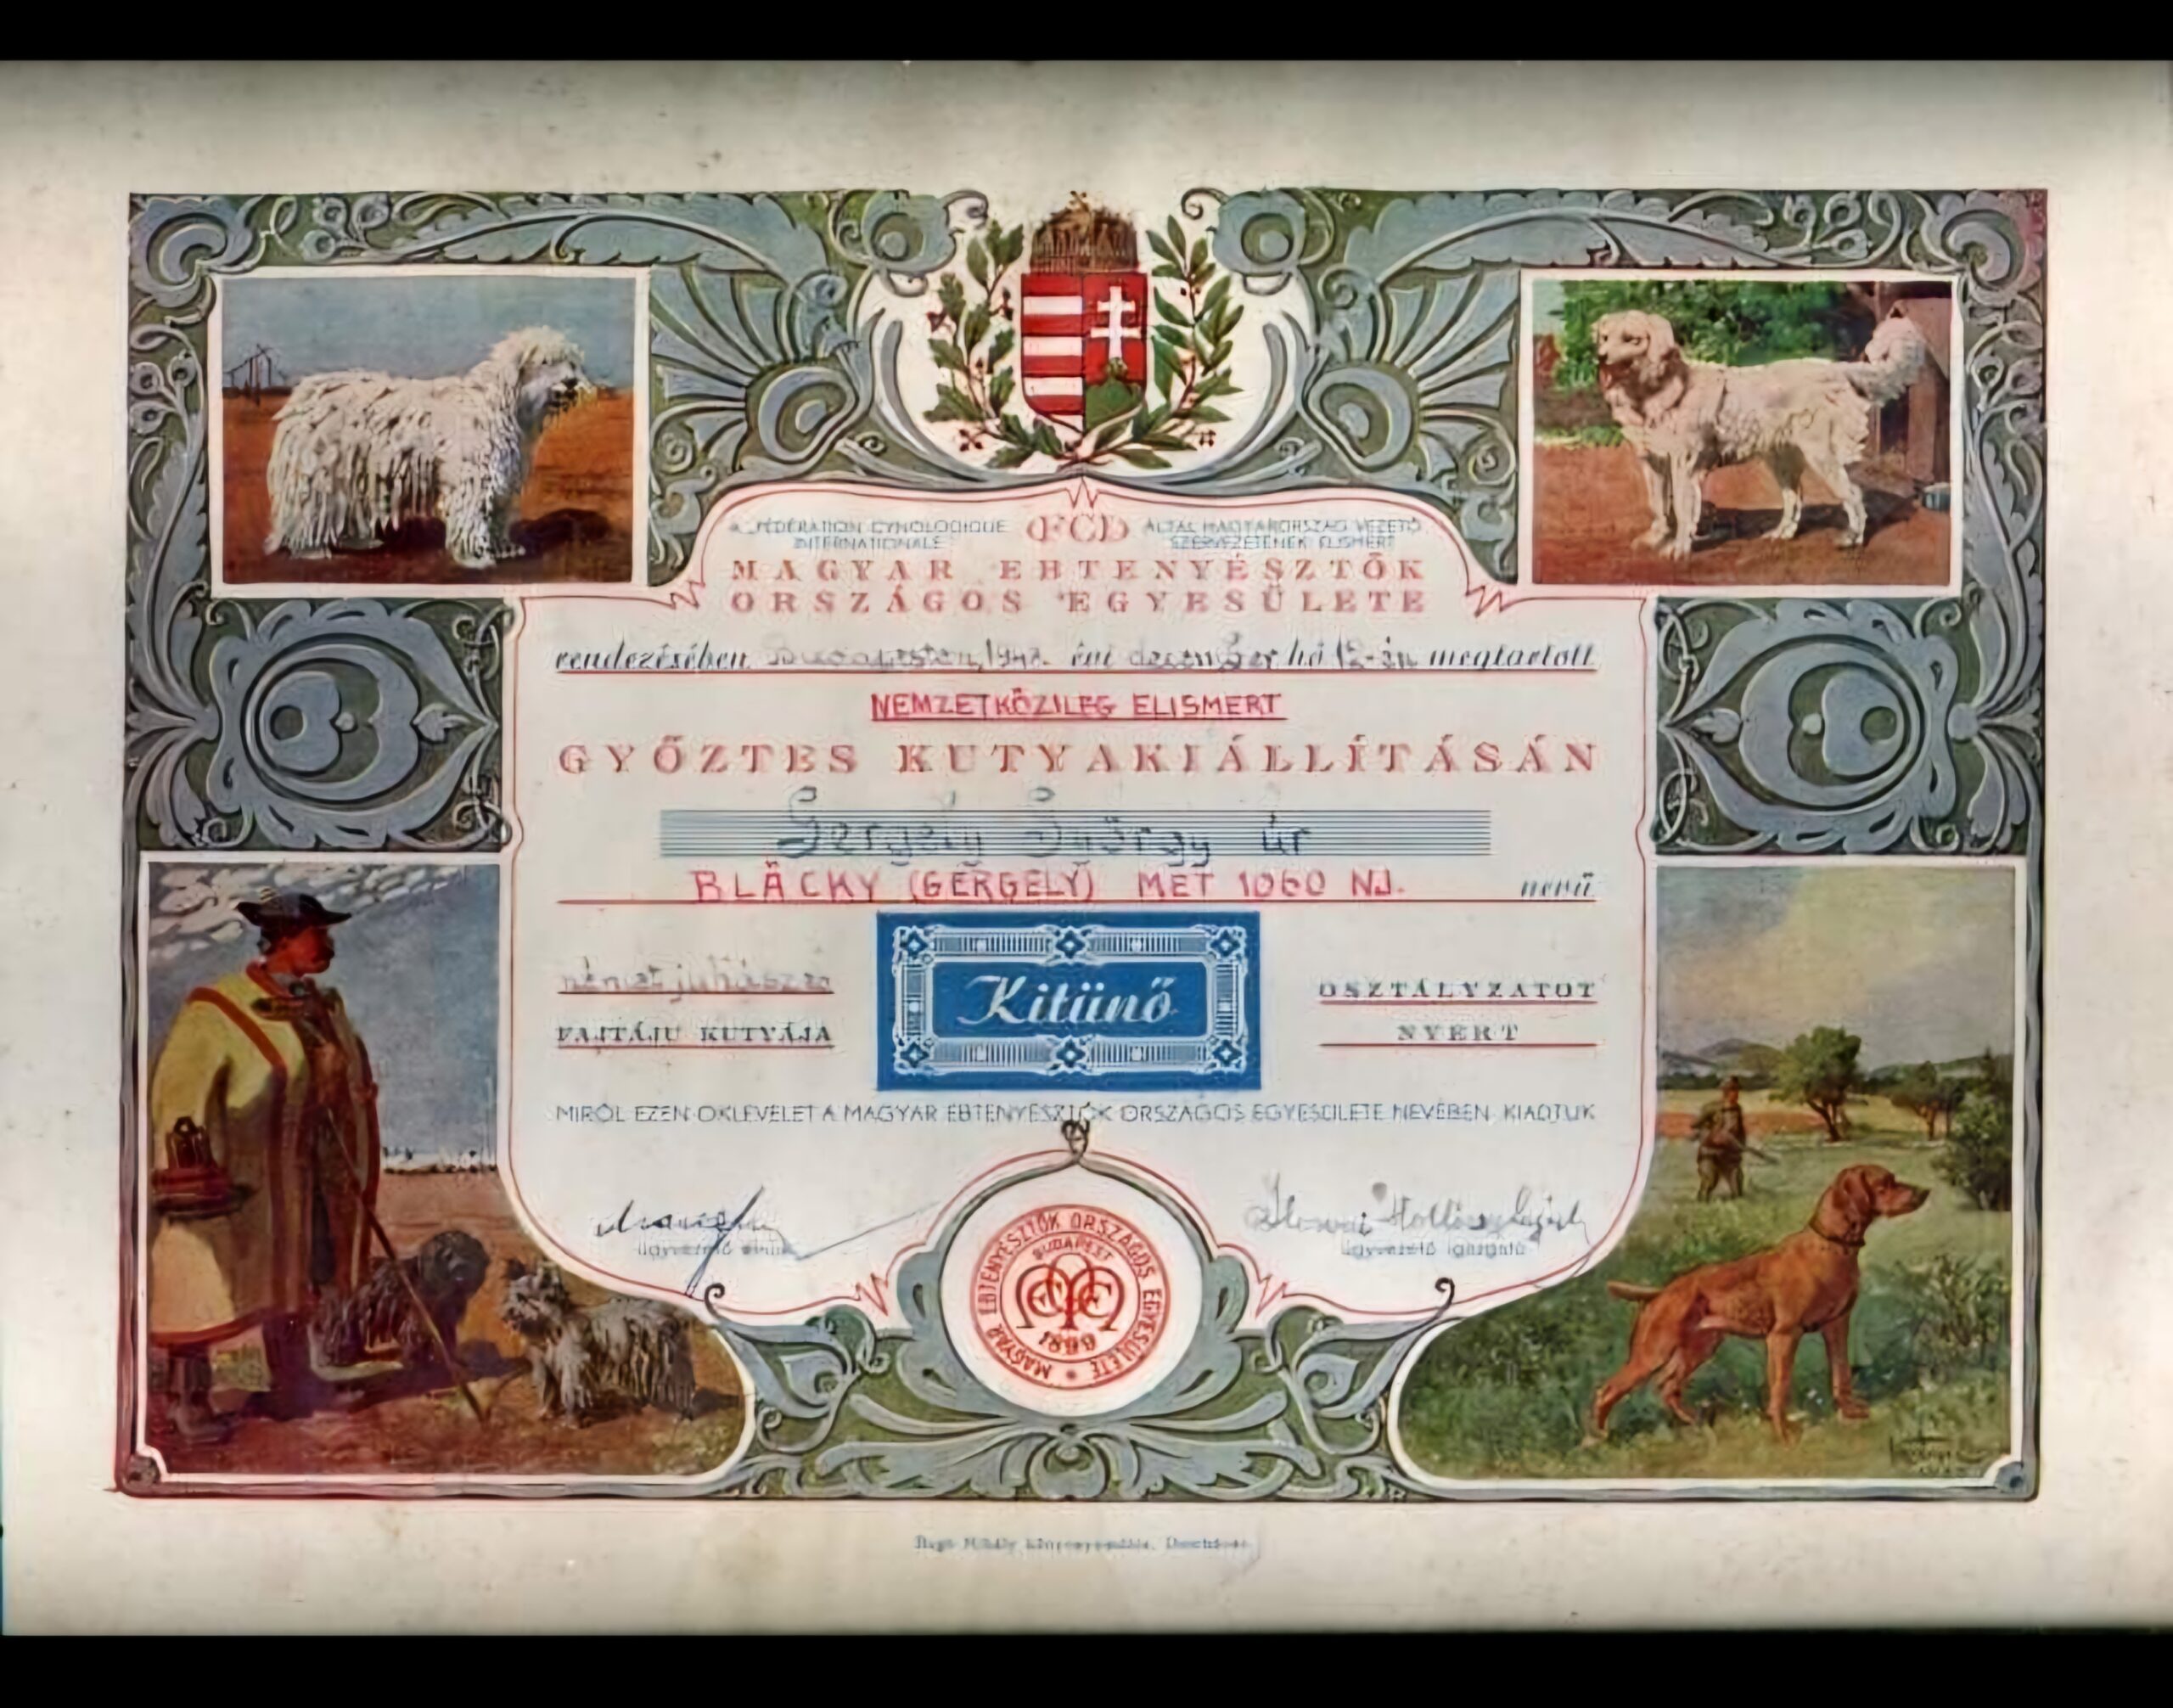 A FÉDÉRATION CYNOLOGIQUE INTERNATIONALE (FCI) ÁLTAL MAGYARORSZÁG VEZETŐ SZERVEZETÉNEK ELISMERT
MAGYAR EBTENYÉSZTŐK
ORSZÁGOS EGYESÜLETE
rendezésében Budapesten, 194 évi december hó 12-én megtartott
NEMZETKÖZILEG ELISMERT
GYŐZTES KUTYAKIÁLLÍTÁSÁN
Gergely György úr
BLÄCKY (GERGELY) MET 1060 NJ. nevű
német juhászó
FAJTÁJU KUTYÁJA
Kitünő
OSZTÁLYZATOT
NYERT
MIRŐL EZEN OKLEVELET A MAGYAR EBTENYÉSZTŐK ORSZÁGOS EGYESÜLETE NEVÉBEN KIADTUK
ügyvezető elnök
ügyvezető igazgató
MAGYAR EBTENYÉSZTŐK ORSZÁGOS EGYESÜLETE
BUDAPEST
1899